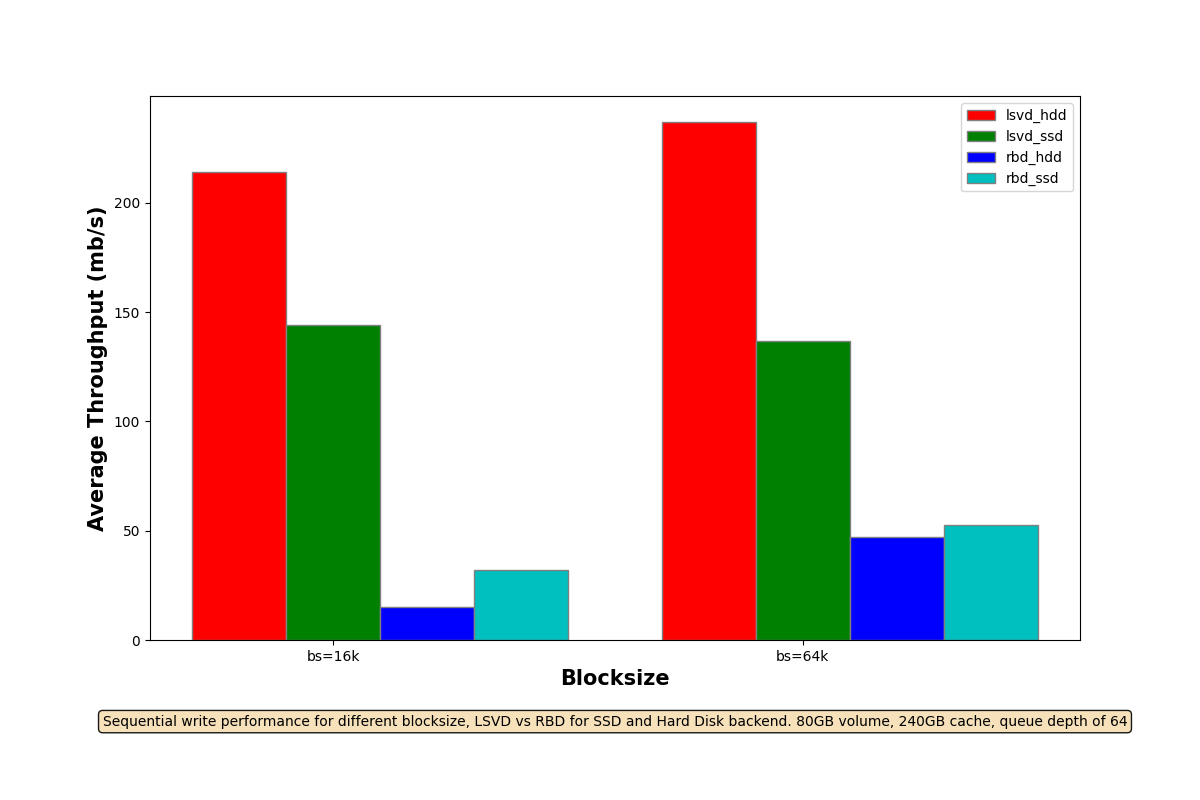 lsvd_hdd
lsvd_ssd
rbd_hdd
rbd_ssd
Average Throughput (mb/s)
200
150
100
50
0
bs=16k
bs=64k
Blocksize
Sequential write performance for different blocksize, LSVD vs RBD for SSD and Hard Disk backend. 80GB volume, 240GB cache, queue depth of 64